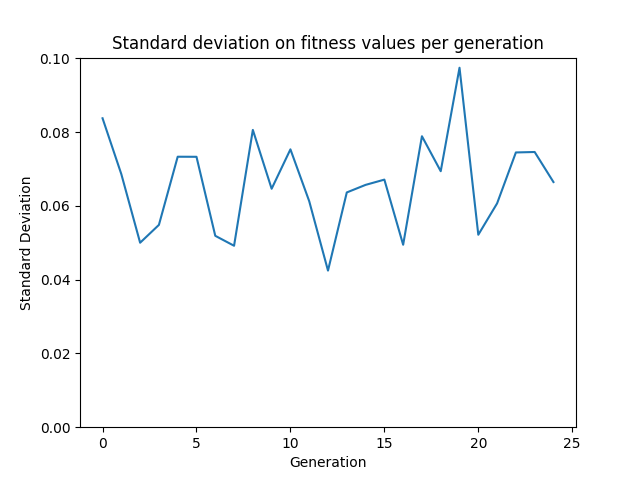 Standard deviation on fitness values per generation
0.10
0.08
0.06
0.04
0.02
0.00
Standard Deviation
0 5 10 15 20 25
Generation